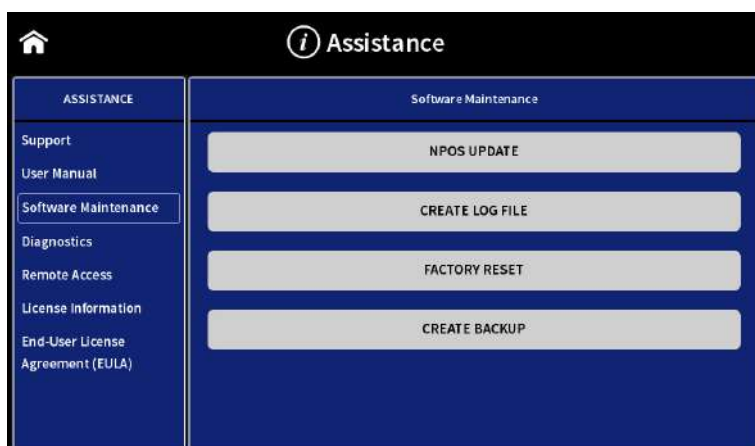 Assistance
ASSISTANCE
Support
User Manual
Software Maintenance
Diagnostics
Remote Access
License Information
End-User License
Agreement (EULA)
Software Maintenance
NPOS UPDATE
CREATE LOG FILE
FACTORY RESET
CREATE BACKUP